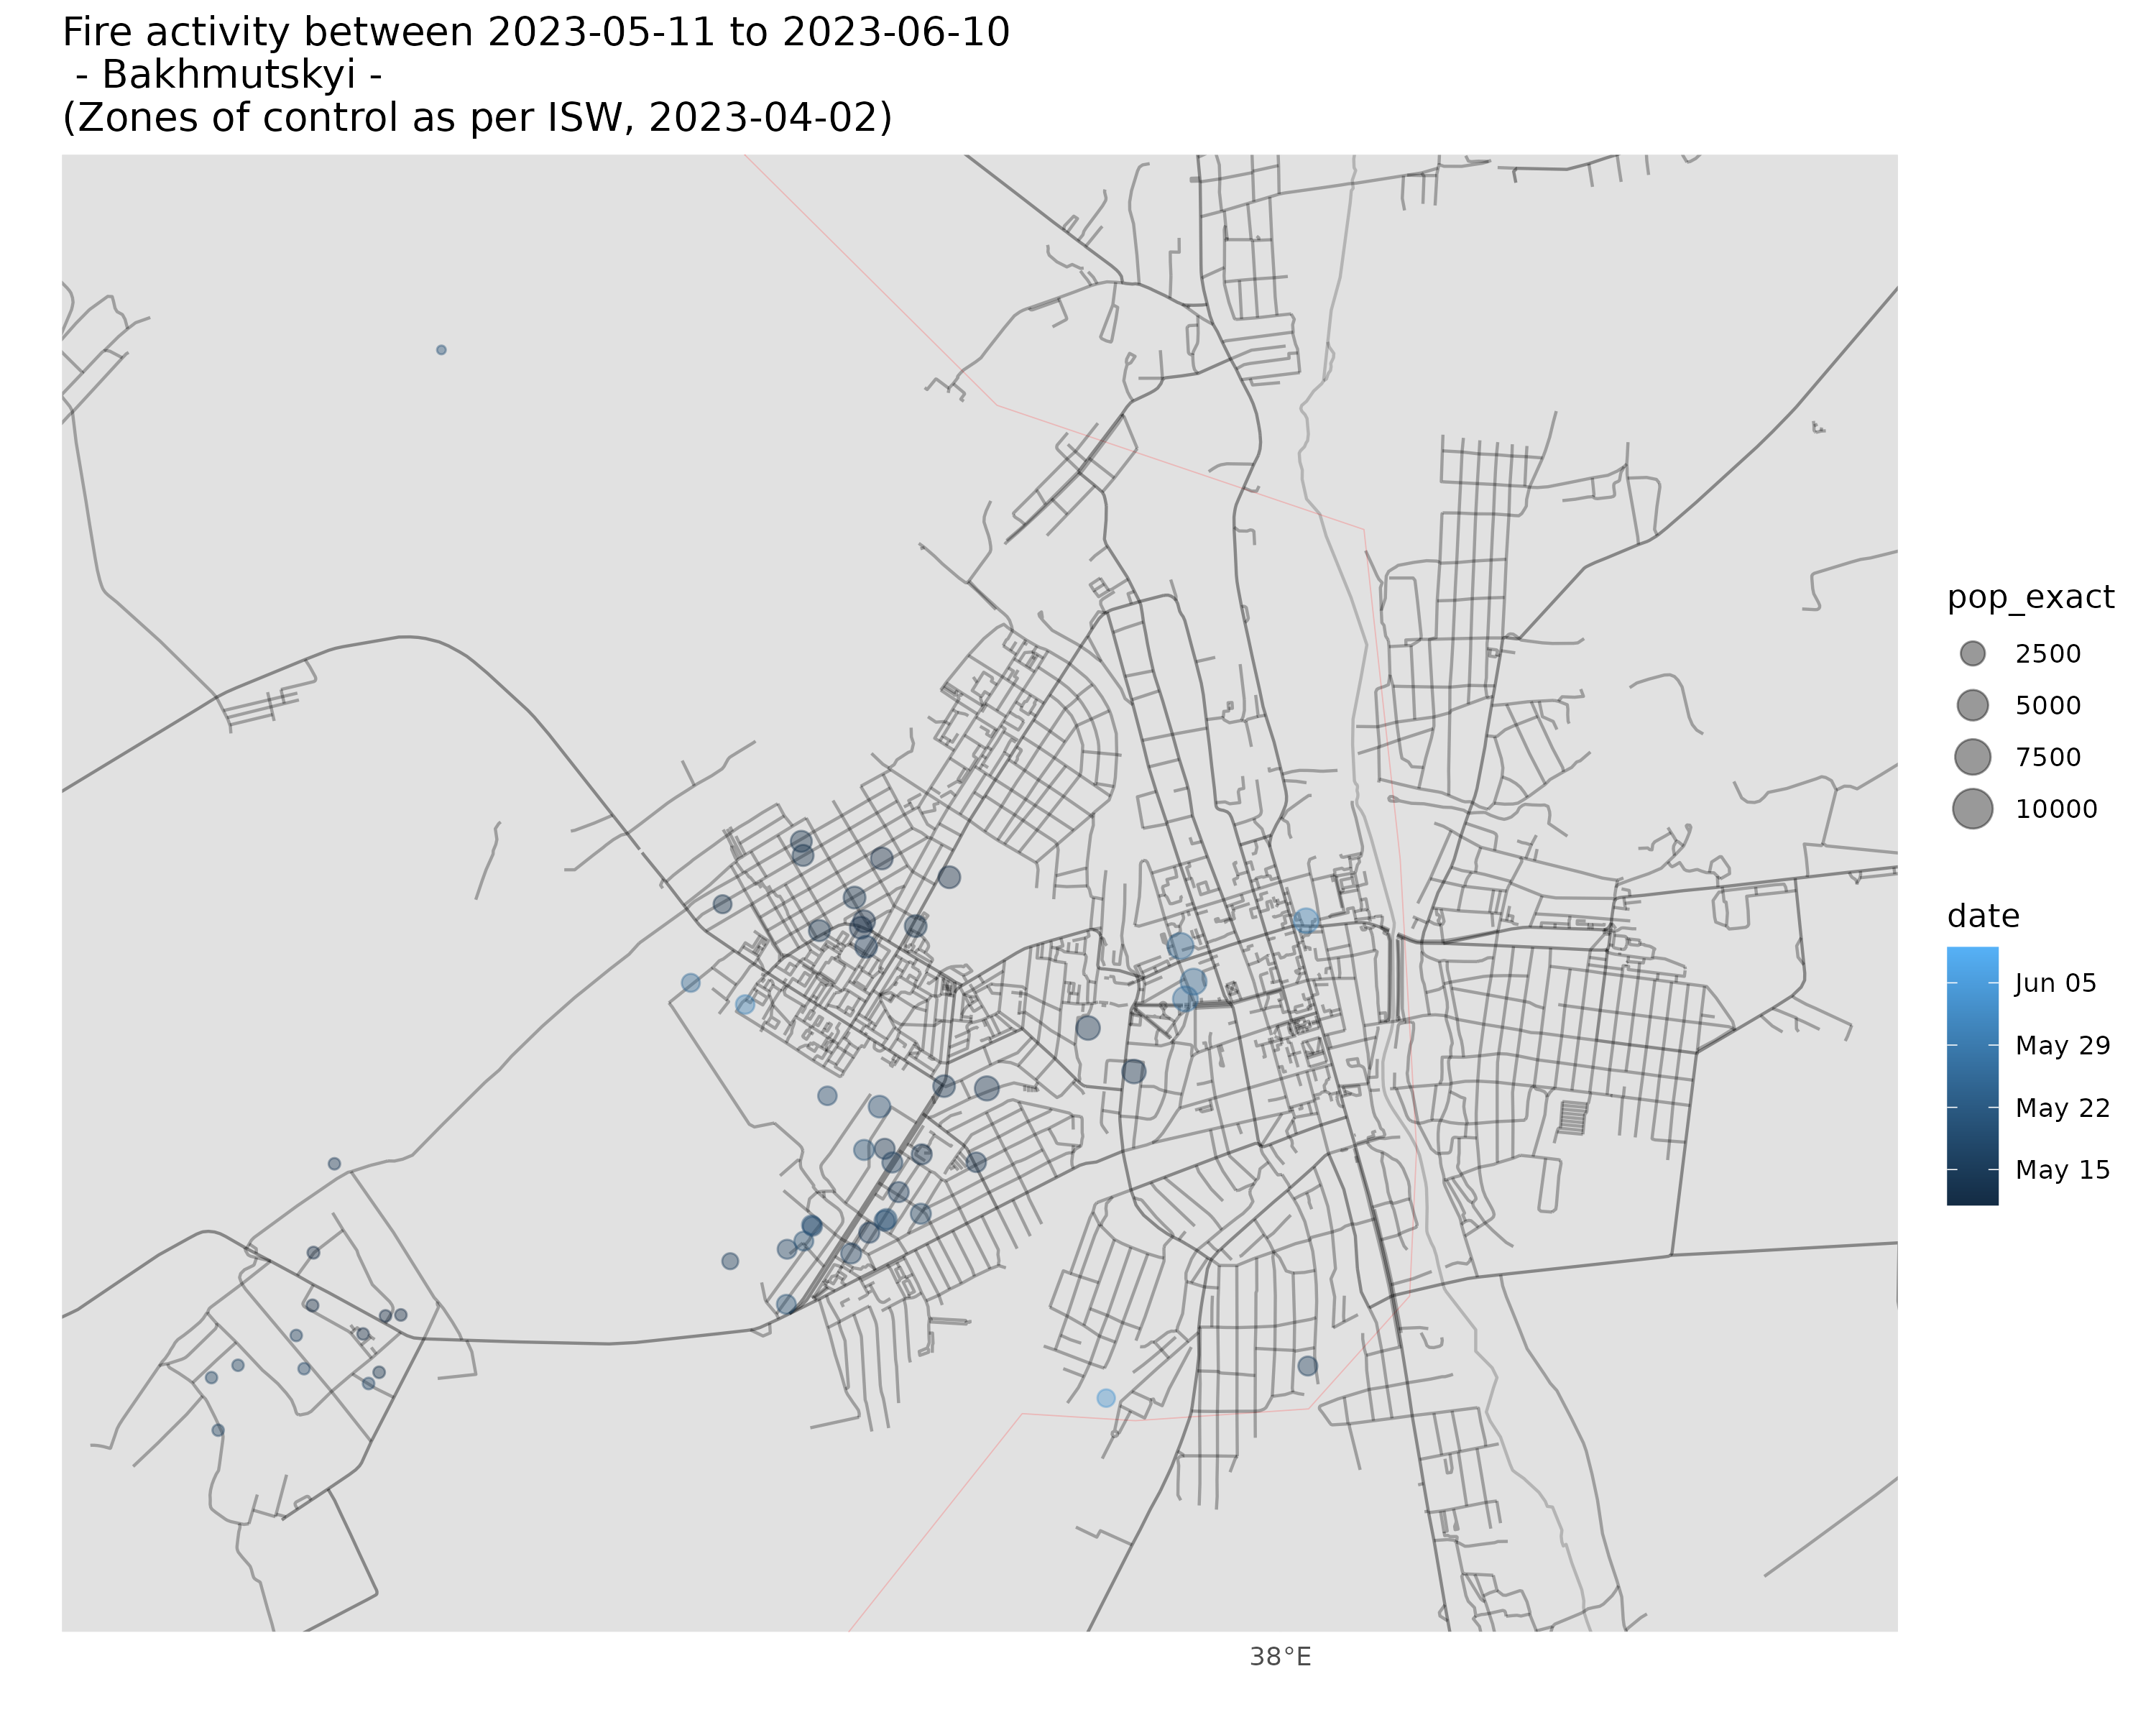 Fire activity between 2023-05-11 to 2023-06-10
- Bakhmutskyi -
(Zones of control as per ISW, 2023-04-02)
pop_exact
2500
5000
7500
10000
date
Jun 05
May 29
May 22
May 15
38°E